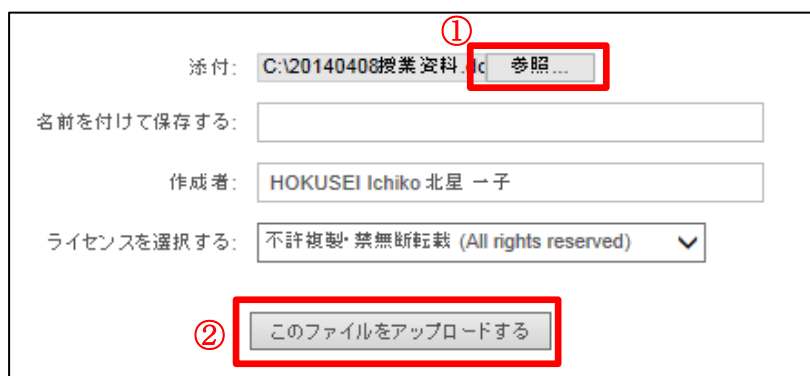 ①
添付: C:\20140408授業資料.dc 参照...
名前を付けて保存する:
作成者: HOKUSEI Ichiko 北星 一子
ライセンスを選択する: 不許複製・禁無断転載 (All rights reserved)
② このファイルをアップロードする